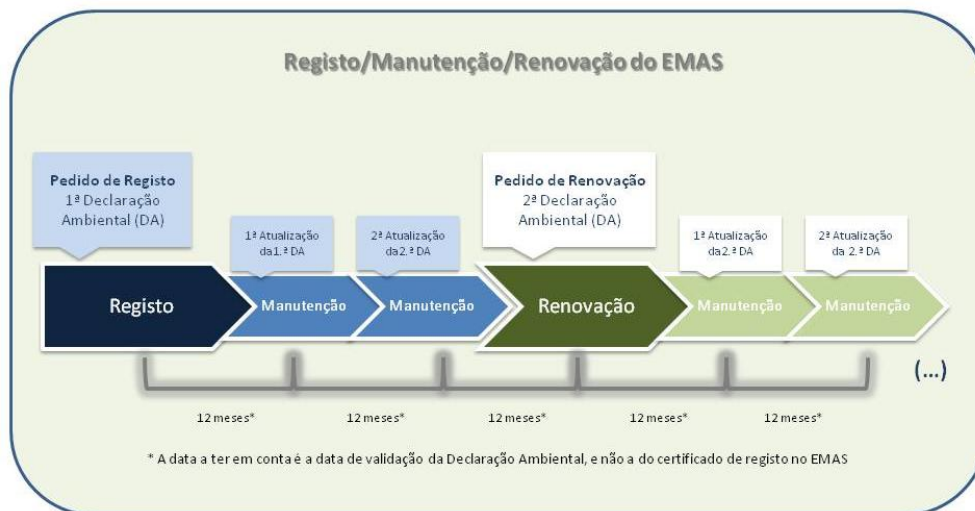 Registo/Manutenção/Renovação do EMAS
Pedido de Registo
1ª Declaração
Ambiental (DA)
1ª Atualização
da1.ª DA
2ª Atualização
da2.ª DA
Pedido de Renovação
2ª Declaração
Ambiental (DA)
1ª Atualização
da2.ª DA
2ª Atualização
da 2.ª DA
Registo
Manutenção
Manutenção
Renovação
Manutenção
Manutenção
(...)
12 meses*
12 meses*
12 meses*
12 meses*
12 meses*
* A data a ter em conta é a data de validação da Declaração Ambiental, e não a do certificado de registo no EMAS